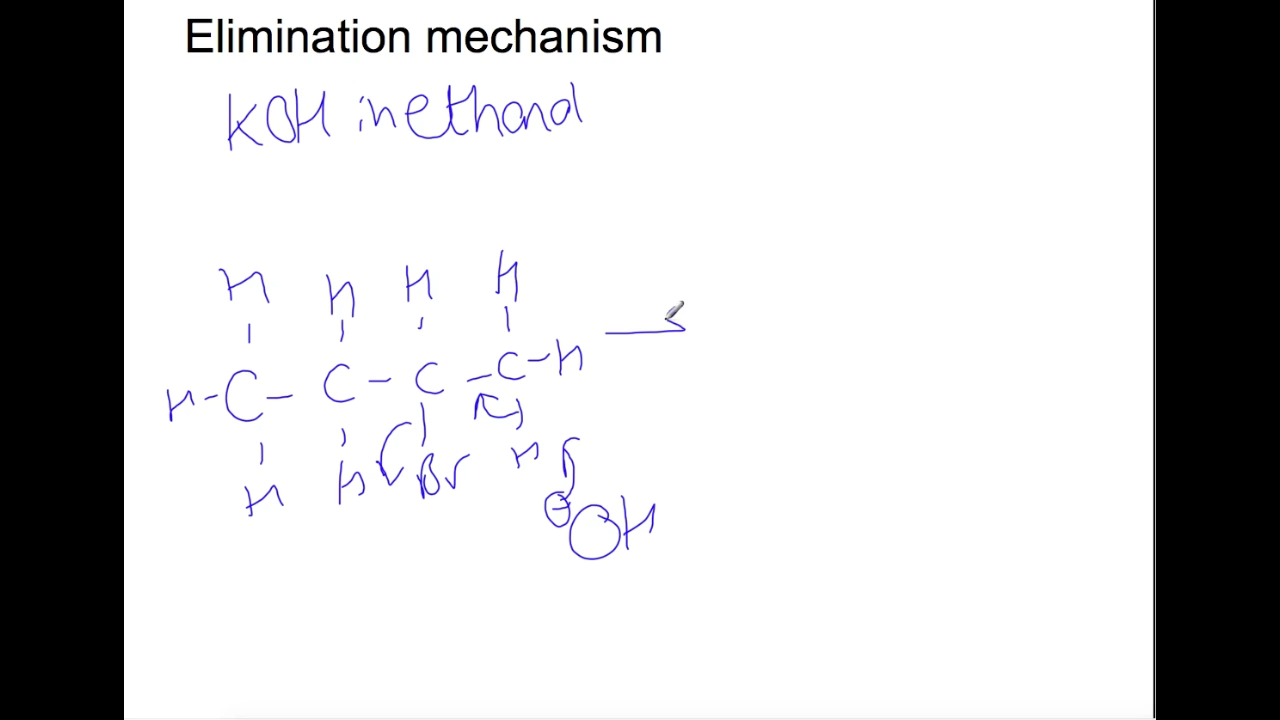 Elimination mechanism
KOH in ethanol
H H H H
H-C-C-C-C-H
H H Br H
⊖OH